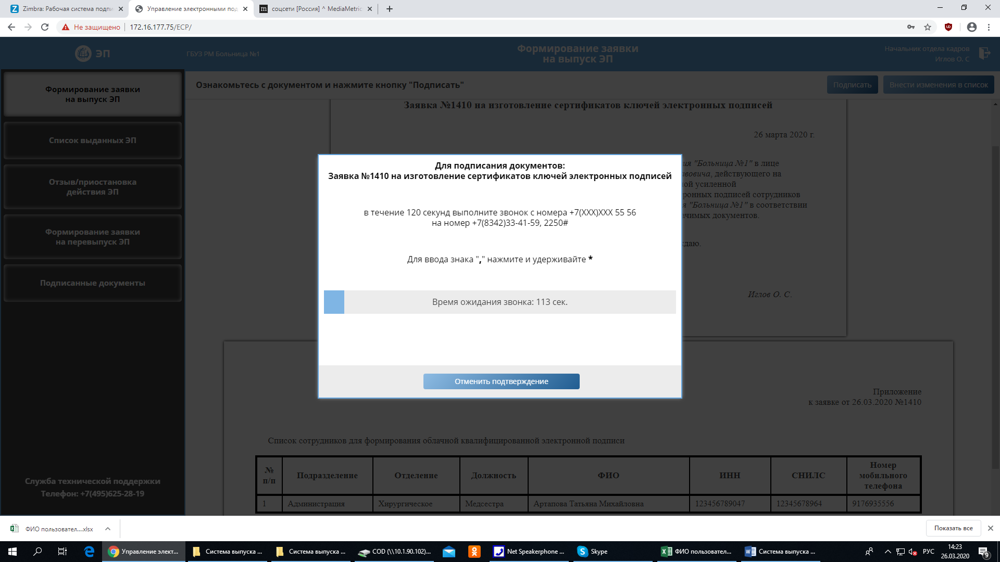 Zimbra: Рабочая система подпи
Управление электронными под
соцсети [Россия] ^ MediaMetric
Не защищено
172.16.177.75/ECP/
ЭП
ГБУЗ РМ Больница №1
Формирование заявки
на выпуск ЭП
Начальник отдела кадров
Иглов О. С
Формирование заявки
на выпуск ЭП
Список выданных ЭП
Отзыв/приостановка
действия ЭП
Формирование заявки
на перевыпуск ЭП
Подписанные документы
Служба технической поддержки
Телефон: +7(495)625-28-19
Ознакомьтесь с документом и нажмите кнопку "Подписать"
Подписать
Внести изменения в список
Заявка №1410 на изготовление сертификатов ключей электронных подписей
26 марта 2020 г.
ия "Больница №1" в лице
вовича, действующего на
ой усиленной
ронных подписей сотрудников
я "Больница №1" в соответствии
ачимых документов.
даю.
Иглов О. С.
Для подписания документов:
Заявка №1410 на изготовление сертификатов ключей электронных подписей
в течение 120 секунд выполните звонок с номера +7(XXX)XXX 55 56
на номер +7(8342)33-41-59, 2250#
Для ввода знака "," нажмите и удерживайте *
Время ожидания звонка: 113 сек.
Отменить подтверждение
Приложение
к заявке от 26.03.2020 №1410
Список сотрудников для формирования облачной квалифицированной электронной подписи
№ п/п Подразделение Отделение Должность ФИО ИНН СНИЛС Номер мобильного телефона
1 Администрация Хирургическое Медсестра Артапова Татьяна Михайловна 123456789047 12345678964 9176935556
ФИО пользовател....xlsx
Показать все
Управление элект...
Система выпуска ...
Система выпуска ...
COD (\\10.1.90.102)...
Net Speakerphone ...
Skype
ФИО пользовател...
Система выпуска ...
РУС
14:23
26.03.2020
9